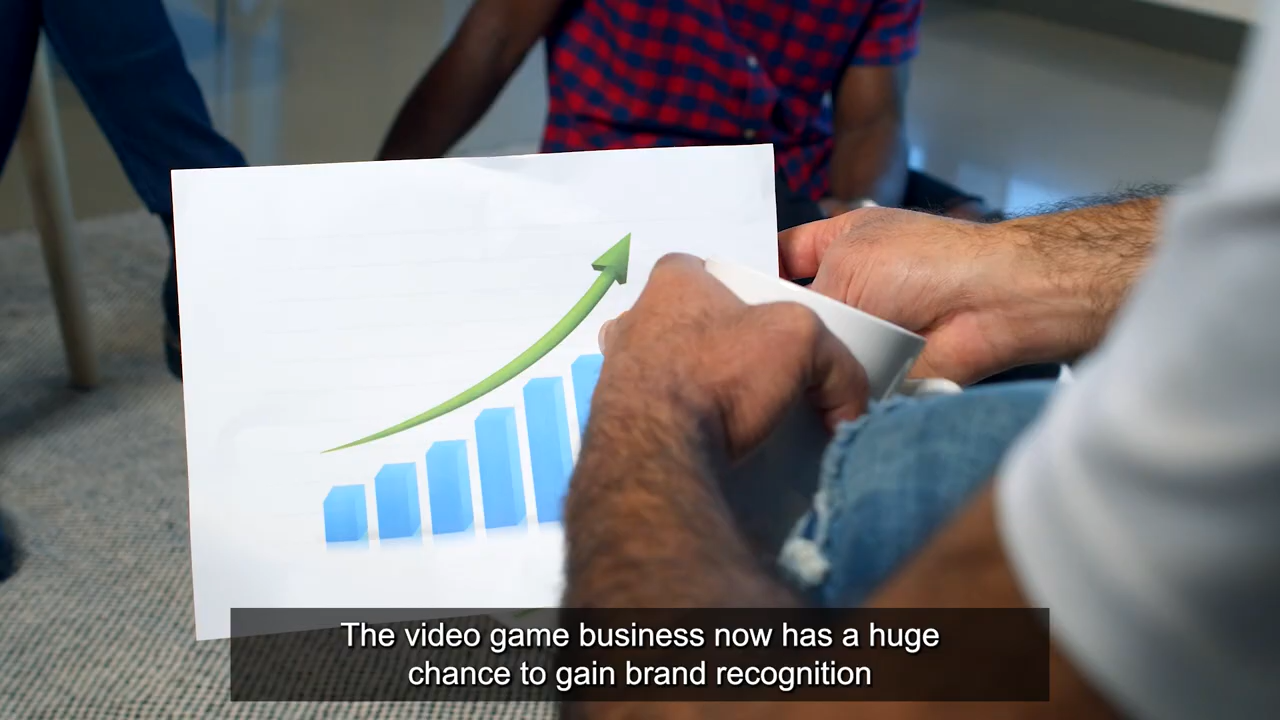 The video game business now has a huge
chance to gain brand recognition